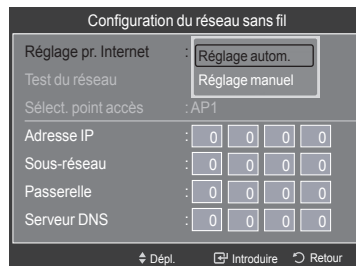 Configuration du réseau sans fil
Réglage pr. Internet : Réglage autom.
Test du réseau Réglage manuel
Sélect. point accès : AP1
Adresse IP : 0 0 0 0
Sous-réseau : 0 0 0 0
Passerelle : 0 0 0 0
Serveur DNS : 0 0 0 0
Dépl. Introduire Retour